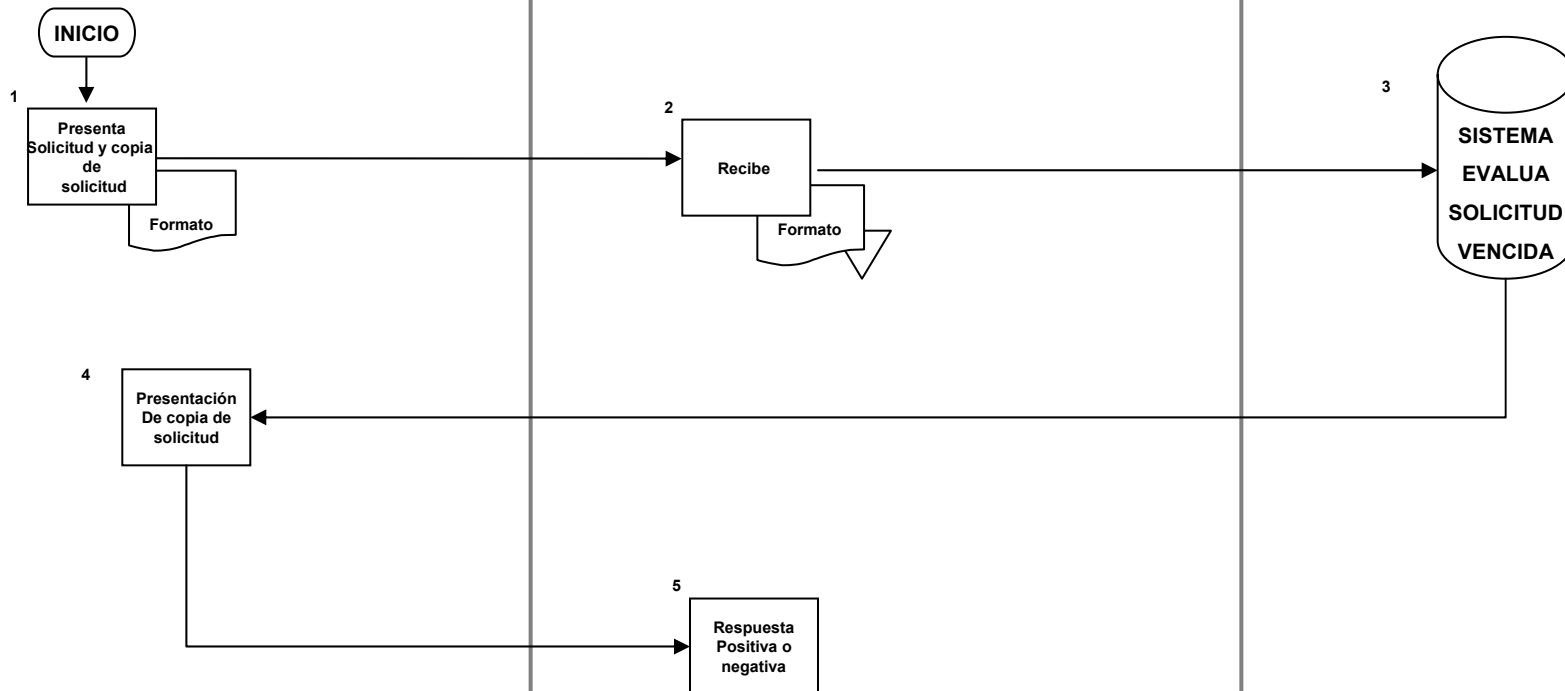 INICIO
1
Presenta
Solicitud y copia
de
solicitud
Formato
2
Recibe
Formato
3
SISTEMA
EVALUA
SOLICITUD
VENCIDA
4
Presentación
De copia de
solicitud
5
Respuesta
Positiva o
negativa